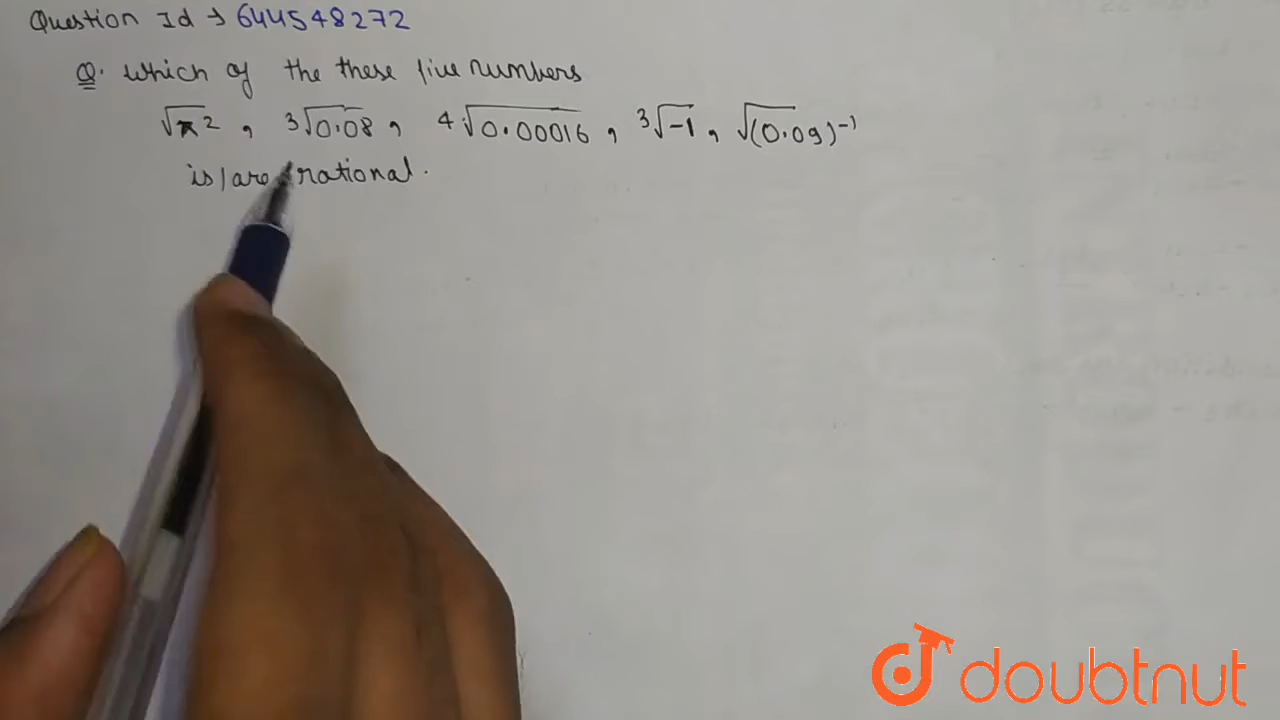 Question Id → 644548272
Q. which of the these five numbers
√π², ³√0.08, ⁴√0.00016, ³√-1, √(0.09)⁻¹
is/are rational.
doubtnut